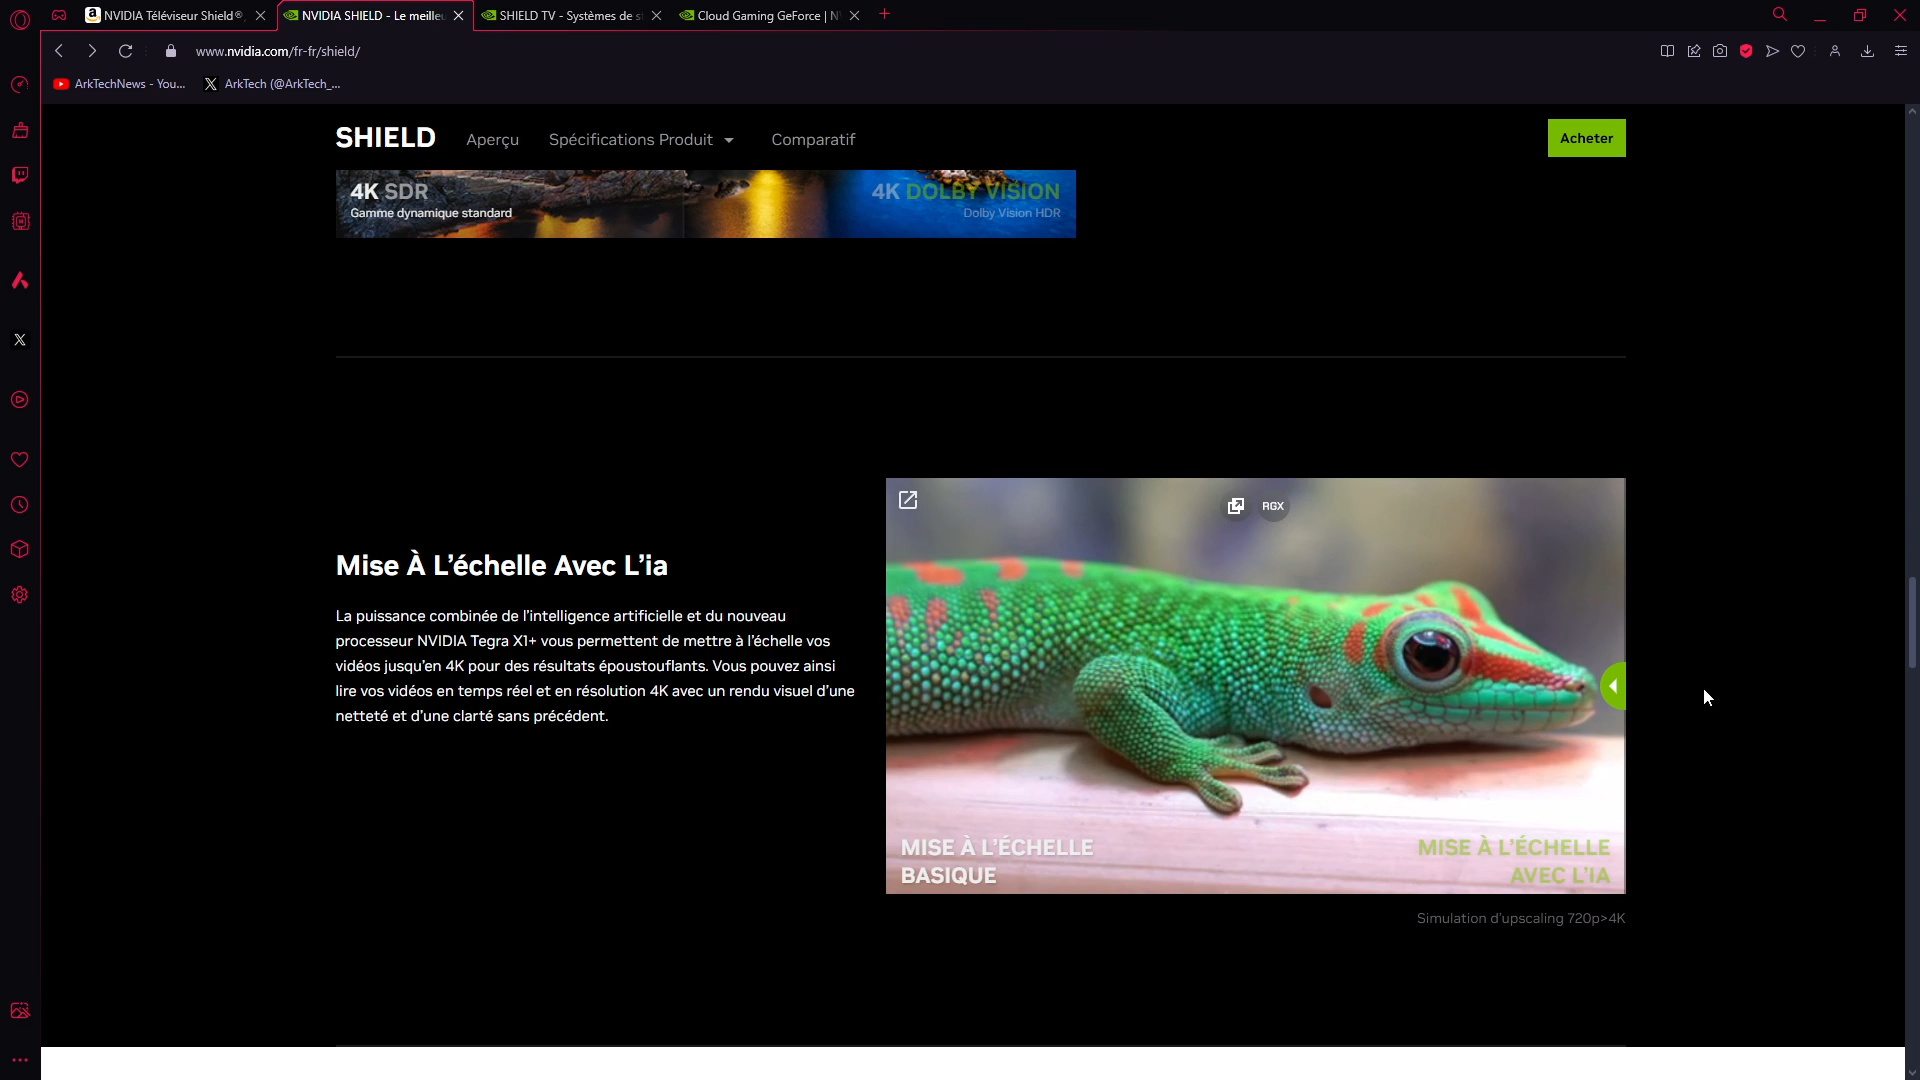 NVIDIA Téléviseur Shield®
NVIDIA SHIELD - Le meille
SHIELD TV - Systèmes de s
Cloud Gaming GeForce | N
www.nvidia.com/fr-fr/shield/
ArkTechNews - You...
ArkTech (@ArkTech_...
SHIELD
Aperçu
Spécifications Produit
Comparatif
Acheter
4K SDR
Gamme dynamique standard
4K DOLBY VISION
Dolby Vision HDR
RGX
Mise À L’échelle Avec L’ia
La puissance combinée de l’intelligence artificielle et du nouveau
processeur NVIDIA Tegra X1+ vous permettent de mettre à l’échelle vos
vidéos jusqu’en 4K pour des résultats époustouflants. Vous pouvez ainsi
lire vos vidéos en temps réel et en résolution 4K avec un rendu visuel d’une
netteté et d’une clarté sans précédent.
MISE À L’ÉCHELLE
BASIQUE
MISE À L’ÉCHELLE
AVEC L’IA
Simulation d’upscaling 720p>4K